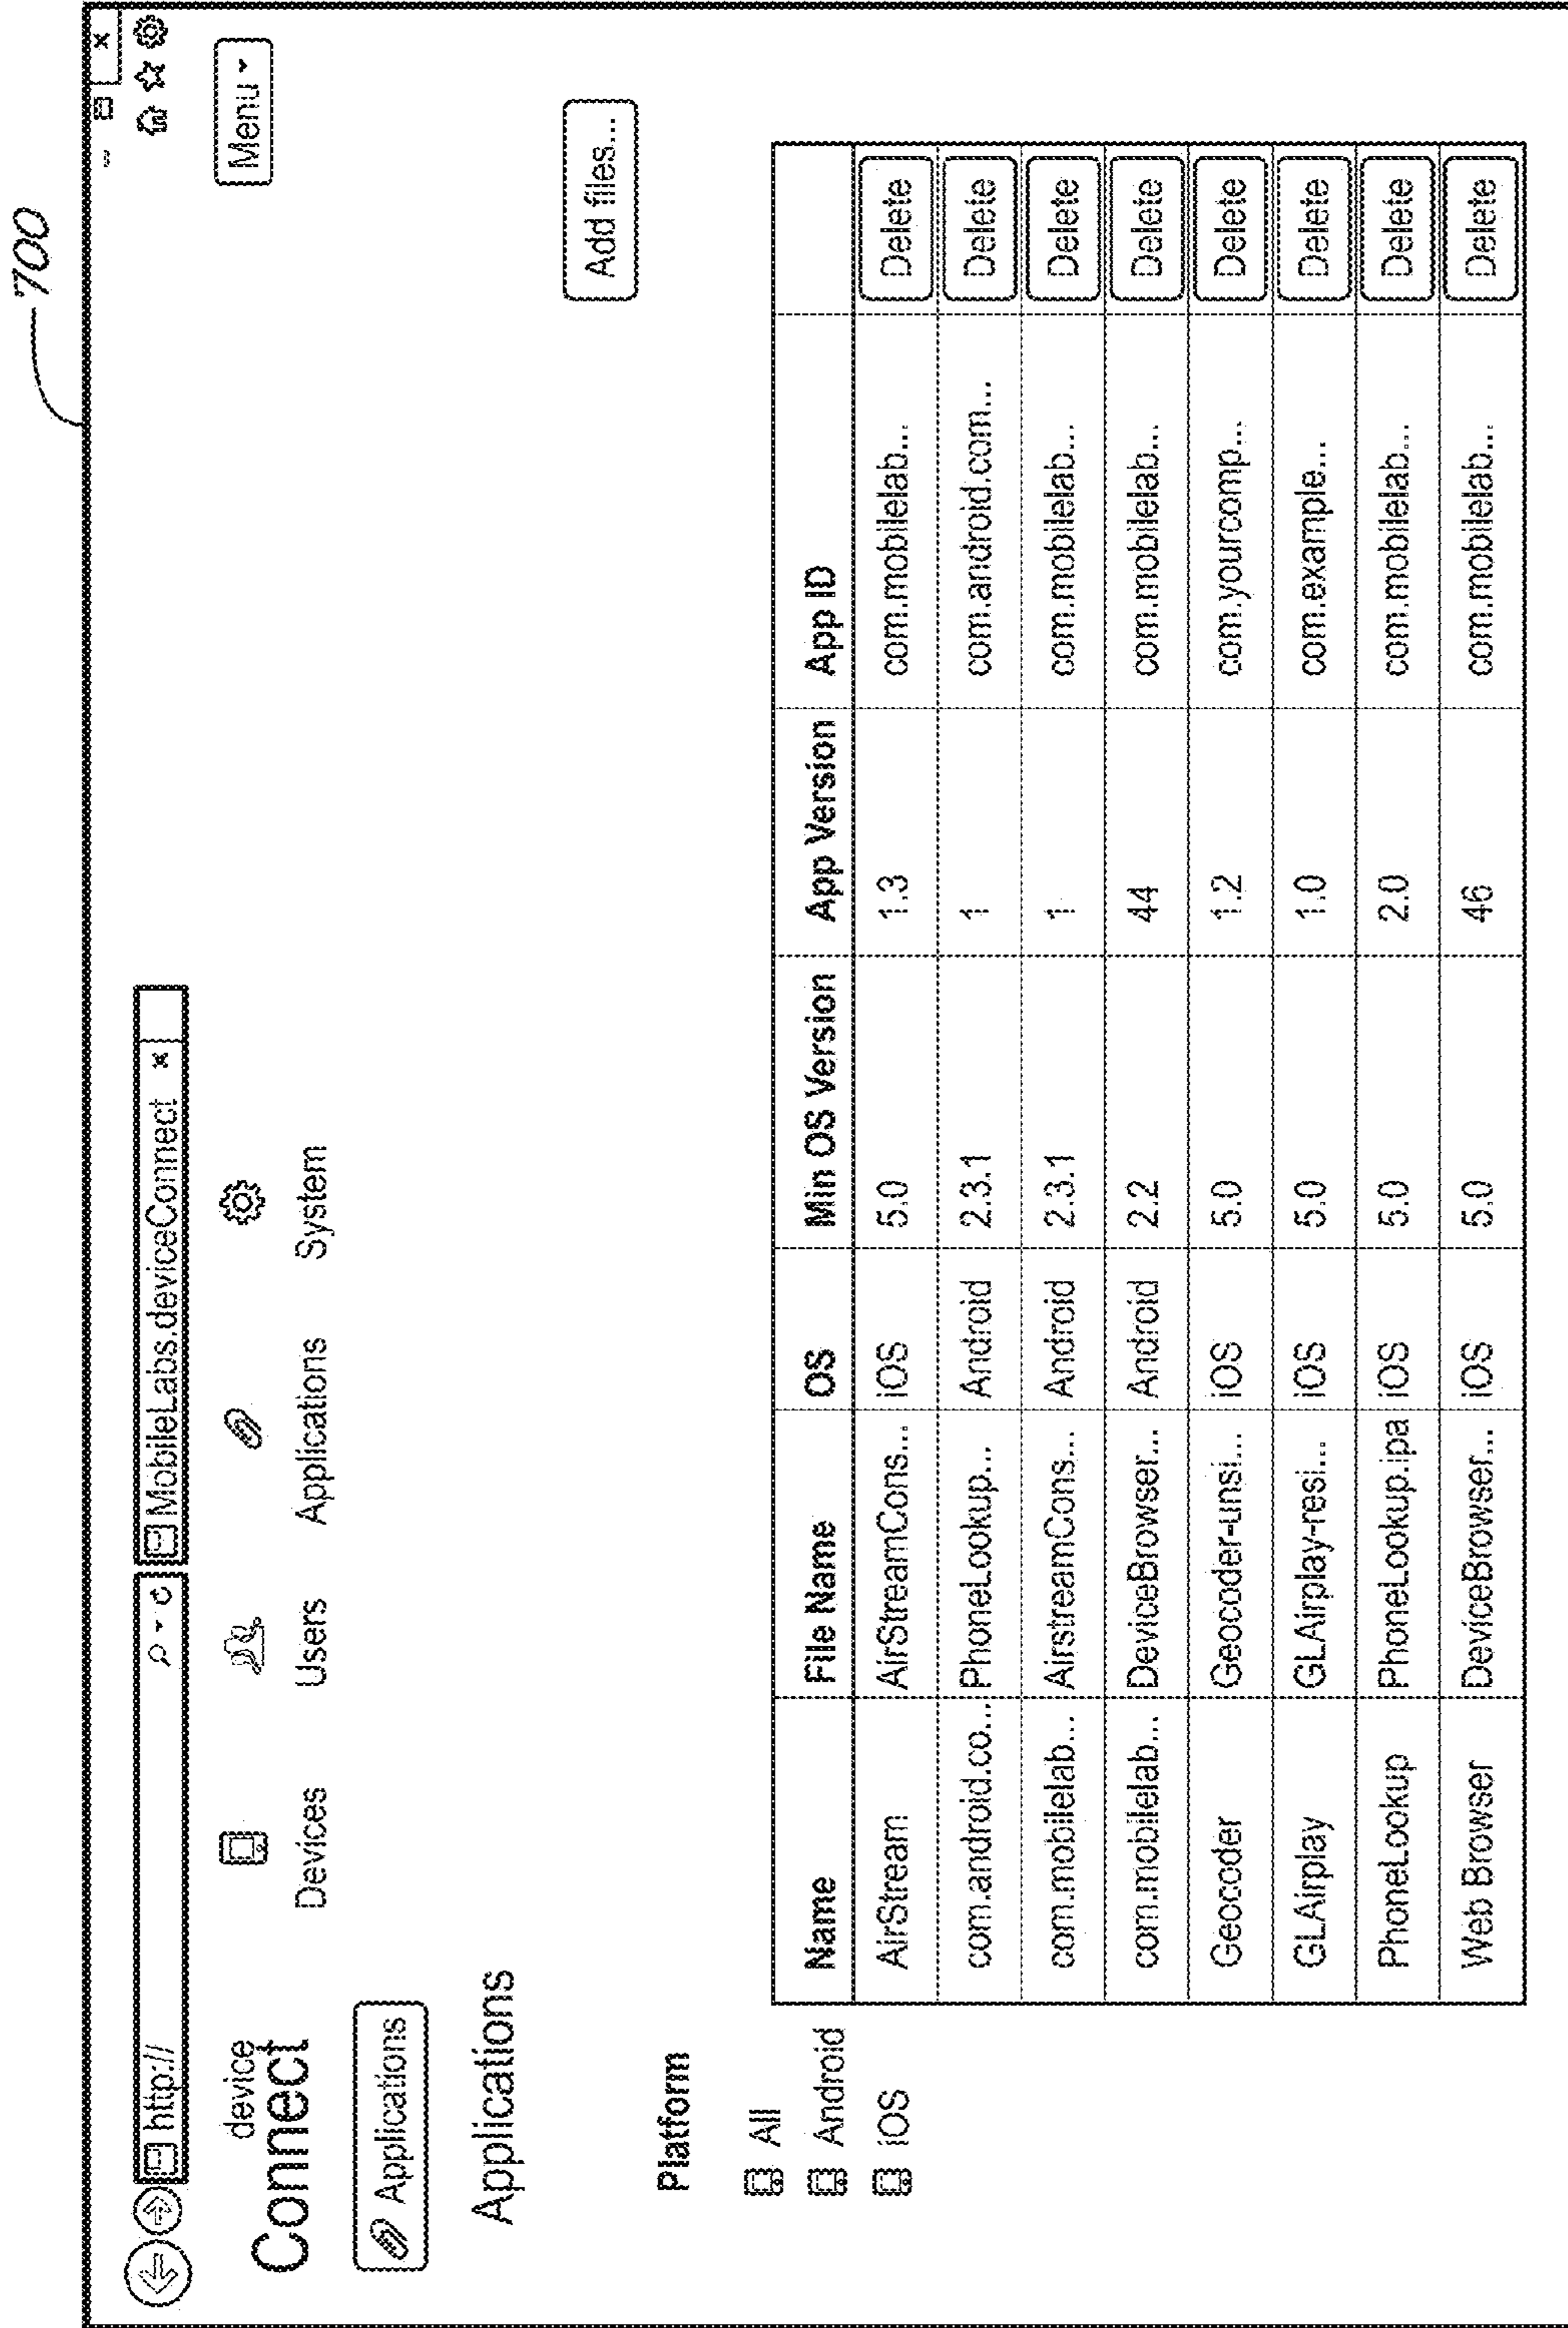 700
http://
MobileLabs.deviceConnect x
device
Connect
Devices Users Applications System
Menu
Applications
Applications
Add files...
Platform
All
Android
iOS
Name File Name OS Min OS Version App Version App ID
AirStream AirStreamCons... iOS 5.0 1.3 com.mobilelab... Delete
com.android.co... PhoneLookup... Android 2.3.1 1 com.android.com... Delete
com.mobilelab... AirstreamCons... Android 2.3.1 1 com.mobilelab... Delete
com.mobilelab... DeviceBrowser... Android 2.2 44 com.mobilelab... Delete
Geocoder Geocoder-unsi... iOS 5.0 1.2 com.yourcomp... Delete
GLAirplay GLAirplay-resi... iOS 5.0 1.0 com.example... Delete
PhoneLookup PhoneLookup.ipa iOS 5.0 2.0 com.mobilelab... Delete
Web Browser DeviceBrowser... iOS 5.0 46 com.mobilelab... Delete